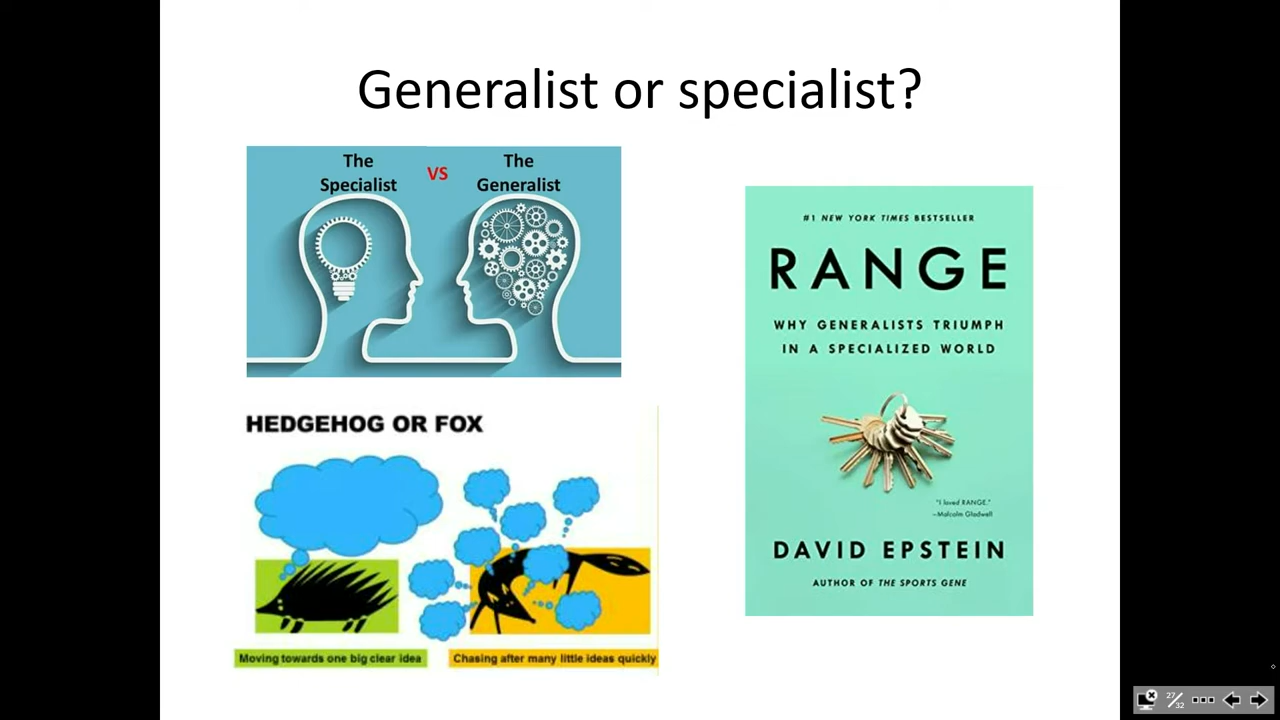 Generalist or specialist?
The Specialist
VS
The Generalist
HEDGEHOG OR FOX
Moving towards one big clear idea
Chasing after many little ideas quickly
#1 NEW YORK TIMES BESTSELLER
RANGE
WHY GENERALISTS TRIUMPH
IN A SPECIALIZED WORLD
"I loved RANGE."
—Malcolm Gladwell
DAVID EPSTEIN
AUTHOR OF THE SPORTS GENE
27/32